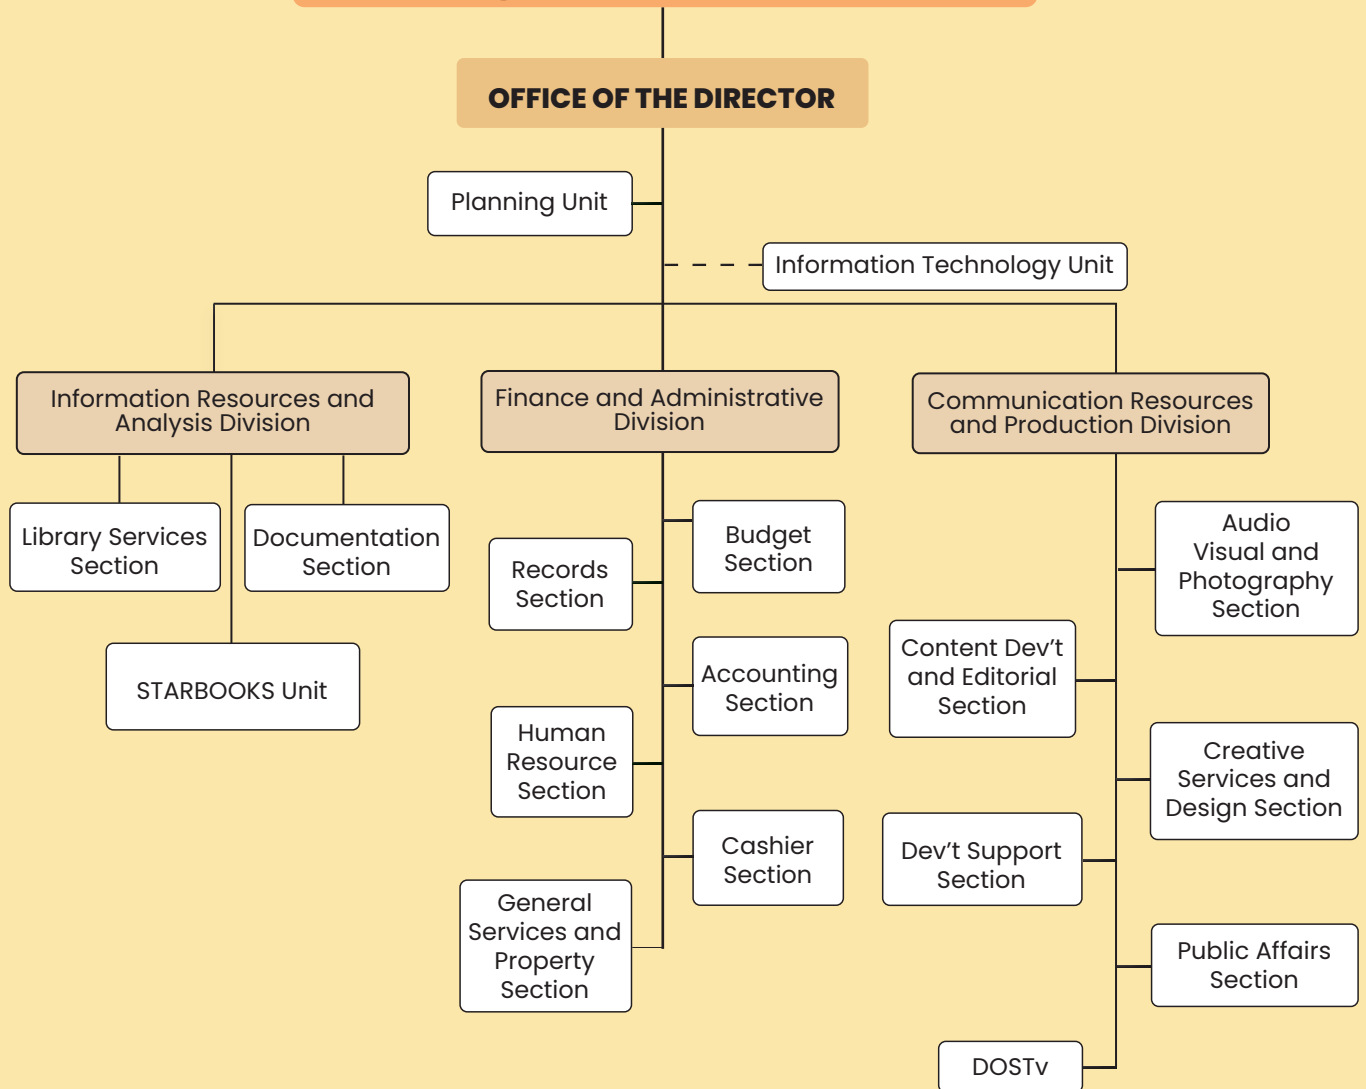 OFFICE OF THE DIRECTOR
Planning Unit
Information Technology Unit
Information Resources and
Analysis Division
Finance and Administrative
Division
Communication Resources
and Production Division
Library Services
Section
Documentation
Section
STARBOOKS Unit
Budget
Section
Records
Section
Accounting
Section
Human
Resource
Section
Cashier
Section
General
Services and
Property
Section
Audio
Visual and
Photography
Section
Content Dev’t
and Editorial
Section
Creative
Services and
Design Section
Dev’t Support
Section
Public Affairs
Section
DOSTv